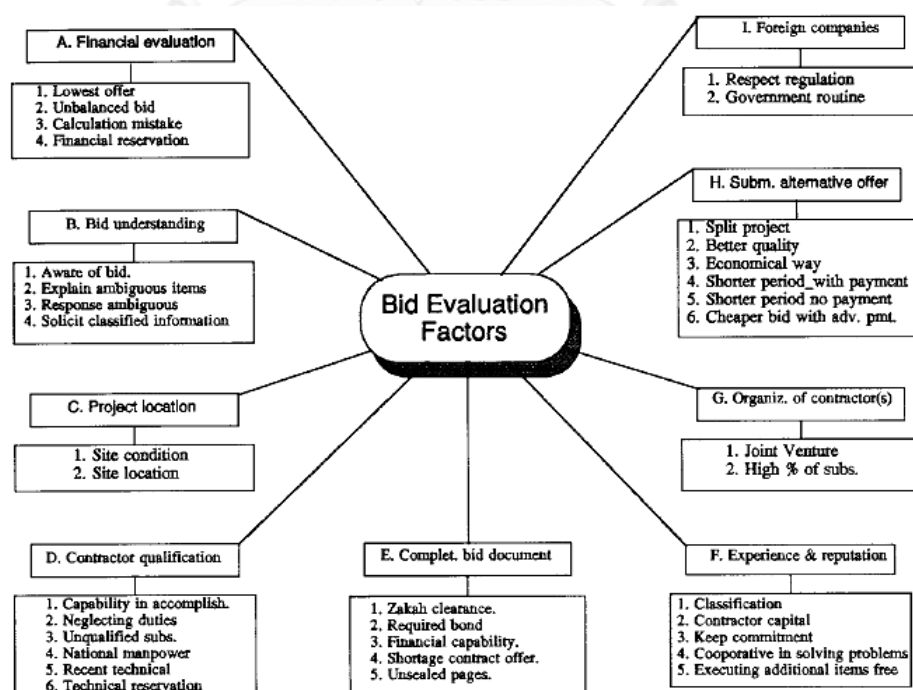 A. Financial evaluation
1. Lowest offer
2. Unbalanced bid
3. Calculation mistake
4. Financial reservation
B. Bid understanding
1. Aware of bid.
2. Explain ambiguous items
3. Response ambiguous
4. Solicit classified information
C. Project location
1. Site condition
2. Site location
D. Contractor qualification
1. Capability in accomplish.
2. Neglecting duties
3. Unqualified subs.
4. National manpower
5. Recent technical
6. Technical reservation
Bid Evaluation
Factors
E. Complet. bid document
1. Zakah clearance.
2. Required bond
3. Financial capability.
4. Shortage contract offer.
5. Unsealed pages.
F. Experience & reputation
1. Classification
2. Contractor capital
3. Keep commitment
4. Cooporative in solving problems
5. Executing additional items free
G. Organiz. of contractor(s)
1. Joint Venture
2. High % of subs.
H. Subm. alternative offer
1. Split project
2. Better quality
3. Economical way
4. Shorter period_with payment
5. Shorter period no payment
6. Cheaper bid with adv. pmt.
I. Foreign companies
1. Respect regulation
2. Government routine